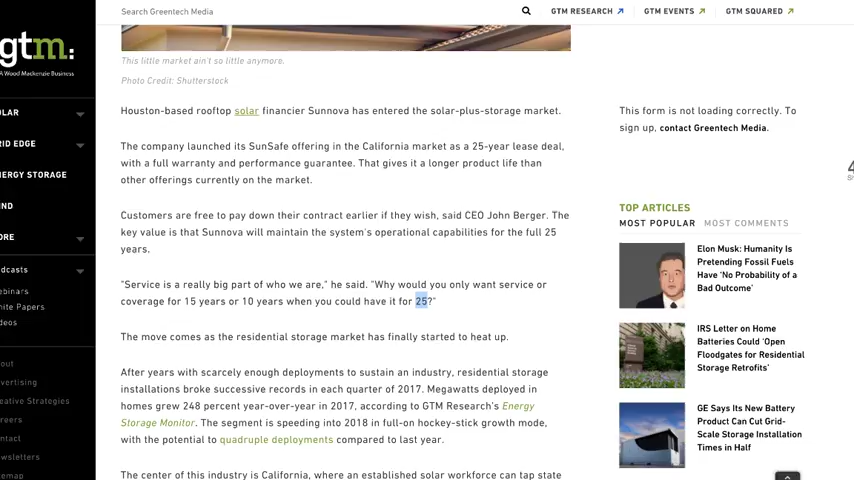 Search Greentech Media
GTM RESEARCH
GTM EVENTS
GTM SQUARED
gtm:
A Wood Mackenzie Business
OLAR
RID EDGE
NERGY STORAGE
ND
ORE
dcasts
ebinars
hite Papers
deos
out
dvertising
eative Strategies
reers
ntact
wsletters
temap
This little market ain't so little anymore.
Photo Credit: Shutterstock
Houston-based rooftop solar financier Sunnova has entered the solar-plus-storage market.
The company launched its SunSafe offering in the California market as a 25-year lease deal,
with a full warranty and performance guarantee. That gives it a longer product life than
other offerings currently on the market.
Customers are free to pay down their contract earlier if they wish, said CEO John Berger. The
key value is that Sunnova will maintain the system's operational capabilities for the full 25
years.
"Service is a really big part of who we are," he said. "Why would you only want service or
coverage for 15 years or 10 years when you could have it for 25?"
The move comes as the residential storage market has finally started to heat up.
After years with scarcely enough deployments to sustain an industry, residential storage
installations broke successive records in each quarter of 2017. Megawatts deployed in
homes grew 248 percent year-over-year in 2017, according to GTM Research's Energy
Storage Monitor. The segment is speeding into 2018 in full-on hockey-stick growth mode,
with the potential to quadruple deployments compared to last year.
The center of this industry is California, where an established solar workforce can tap state
This form is not loading correctly. To
sign up, contact Greentech Media.
TOP ARTICLES
MOST POPULAR MOST COMMENTS
Elon Musk: Humanity Is
Pretending Fossil Fuels
Have 'No Probability of a
Bad Outcome'
IRS Letter on Home
Batteries Could 'Open
Floodgates for Residential
Storage Retrofits'
GE Says Its New Battery
Product Can Cut Grid-
Scale Storage Installation
Times in Half